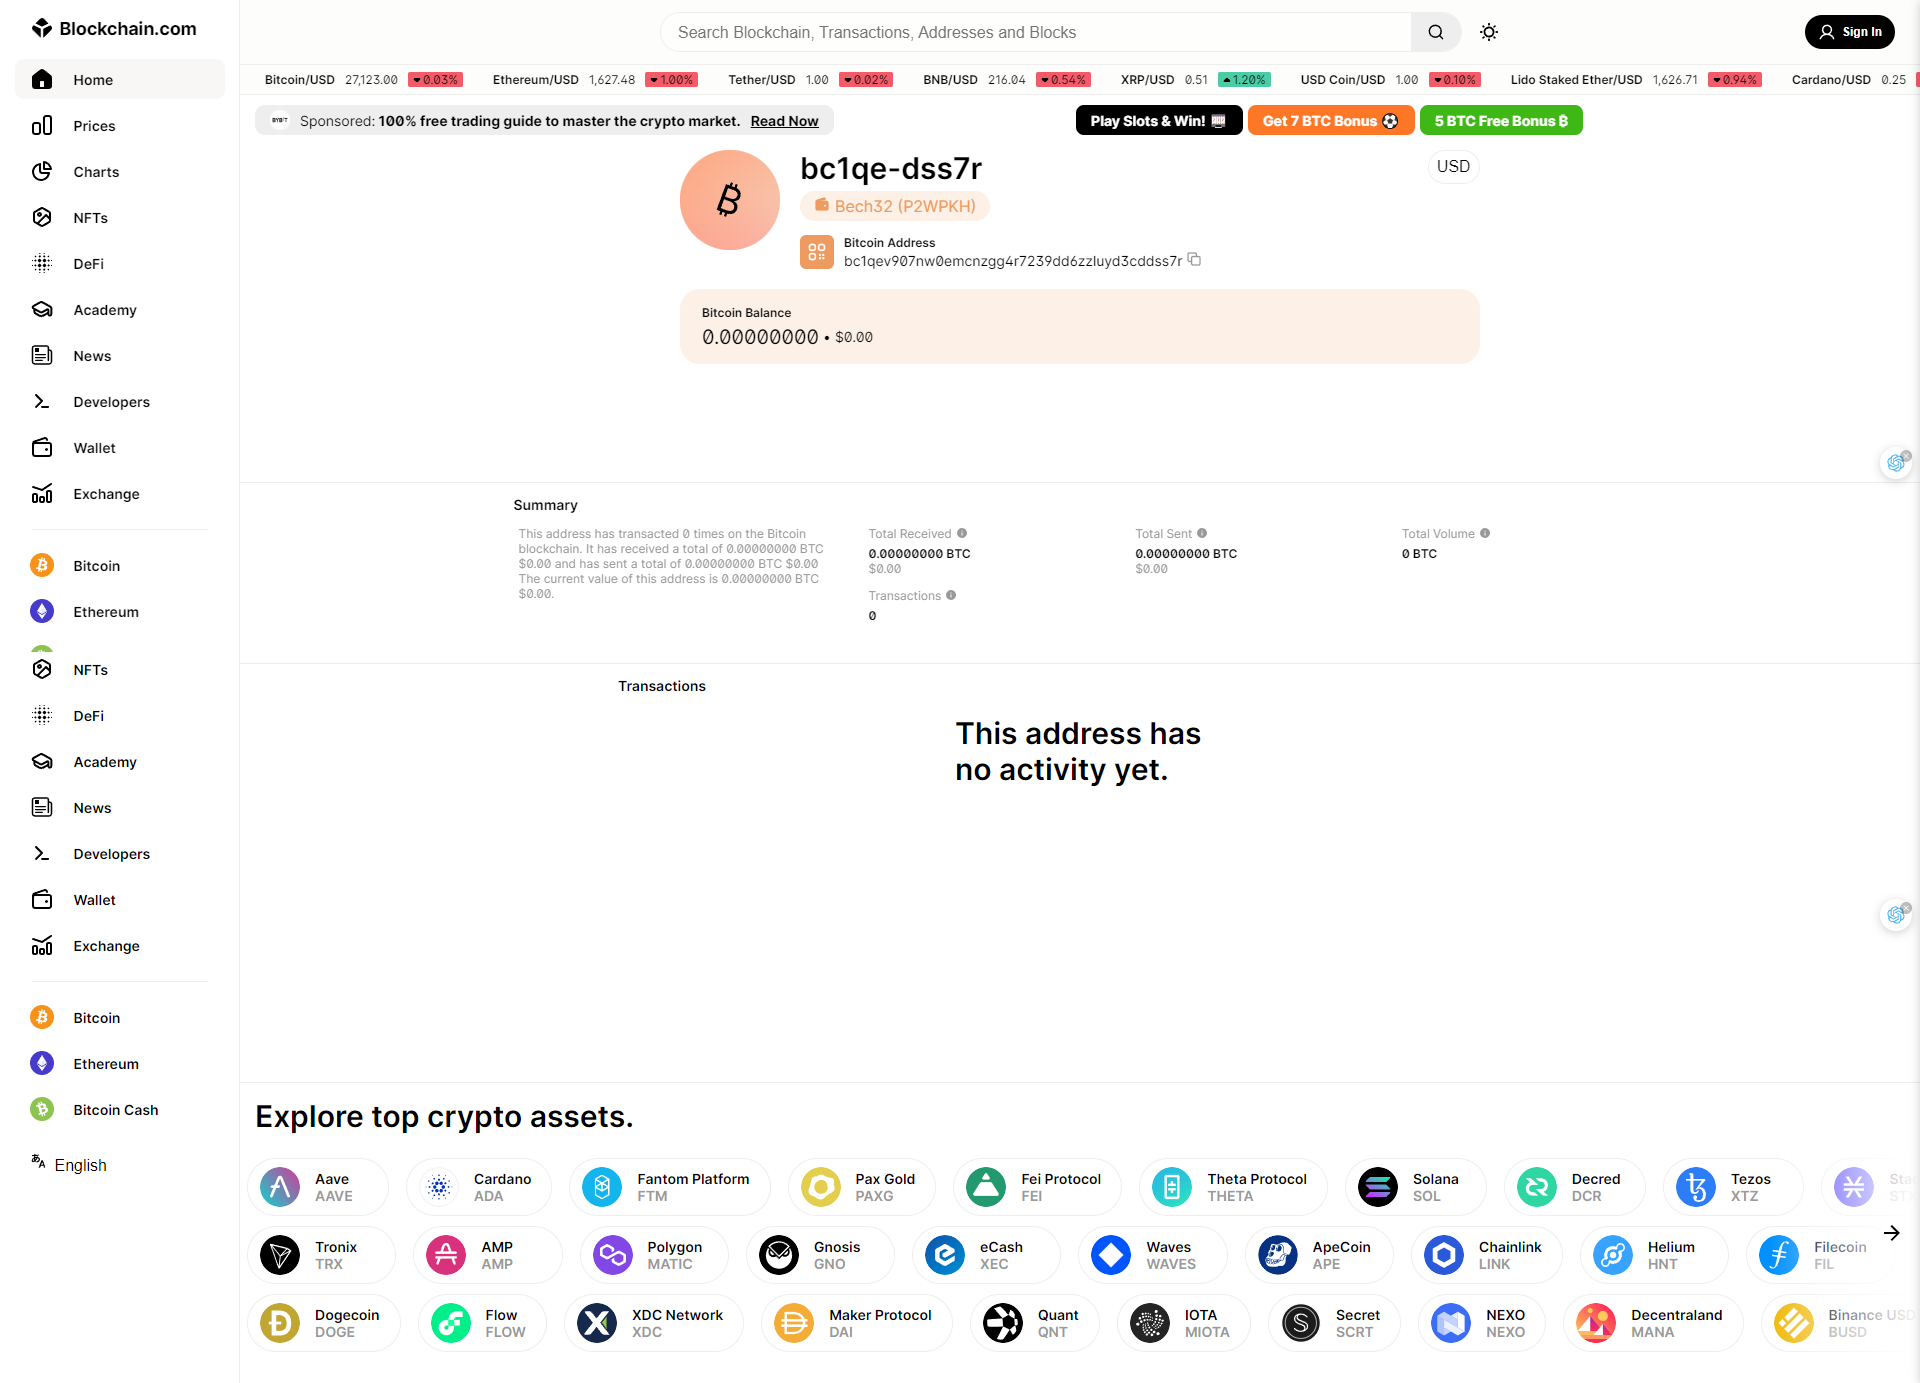 Blockchain.com
Search Blockchain, Transactions, Addresses and Blocks
Sign In
Bitcoin/USD 27,123.00 0.03% Ethereum/USD 1,627.48 1.00% Tether/USD 1.00 0.02% BNB/USD 216.04 0.54% XRP/USD 0.51 1.20% USD Coin/USD 1.00 0.10% Lido Staked Ether/USD 1,626.71 0.94% Cardano/USD 0.25
Home
Prices
Charts
NFTs
DeFi
Academy
News
Developers
Wallet
Exchange
Bitcoin
Ethereum
NFTs
DeFi
Academy
News
Developers
Wallet
Exchange
Bitcoin
Ethereum
Bitcoin Cash
English
BYBIT Sponsored: 100% free trading guide to master the crypto market. Read Now
Play Slots & Win! Get 7 BTC Bonus 5 BTC Free Bonus ₿
bc1qe-dss7r
USD
Bech32 (P2WPKH)
Bitcoin Address
bc1qev907nw0emcnzgg4r7239dd6zzluyd3cddss7r
Bitcoin Balance
0.00000000 • $0.00
Summary
This address has transacted 0 times on the Bitcoin
blockchain. It has received a total of 0.00000000 BTC
$0.00 and has sent a total of 0.00000000 BTC $0.00
The current value of this address is 0.00000000 BTC
$0.00.
Total Received
0.00000000 BTC
$0.00
Total Sent
0.00000000 BTC
$0.00
Total Volume
0 BTC
Transactions
0
Transactions
This address has
no activity yet.
Explore top crypto assets.
Aave
AAVE
Cardano
ADA
Fantom Platform
FTM
Pax Gold
PAXG
Fei Protocol
FEI
Theta Protocol
THETA
Solana
SOL
Decred
DCR
Tezos
XTZ
Tronix
TRX
AMP
AMP
Polygon
MATIC
Gnosis
GNO
eCash
XEC
Waves
WAVES
ApeCoin
APE
Chainlink
LINK
Helium
HNT
Filecoin
FIL
Dogecoin
DOGE
Flow
FLOW
XDC Network
XDC
Maker Protocol
DAI
Quant
QNT
IOTA
MIOTA
Secret
SCRT
NEXO
NEXO
Decentraland
MANA
Binance USD
BUSD